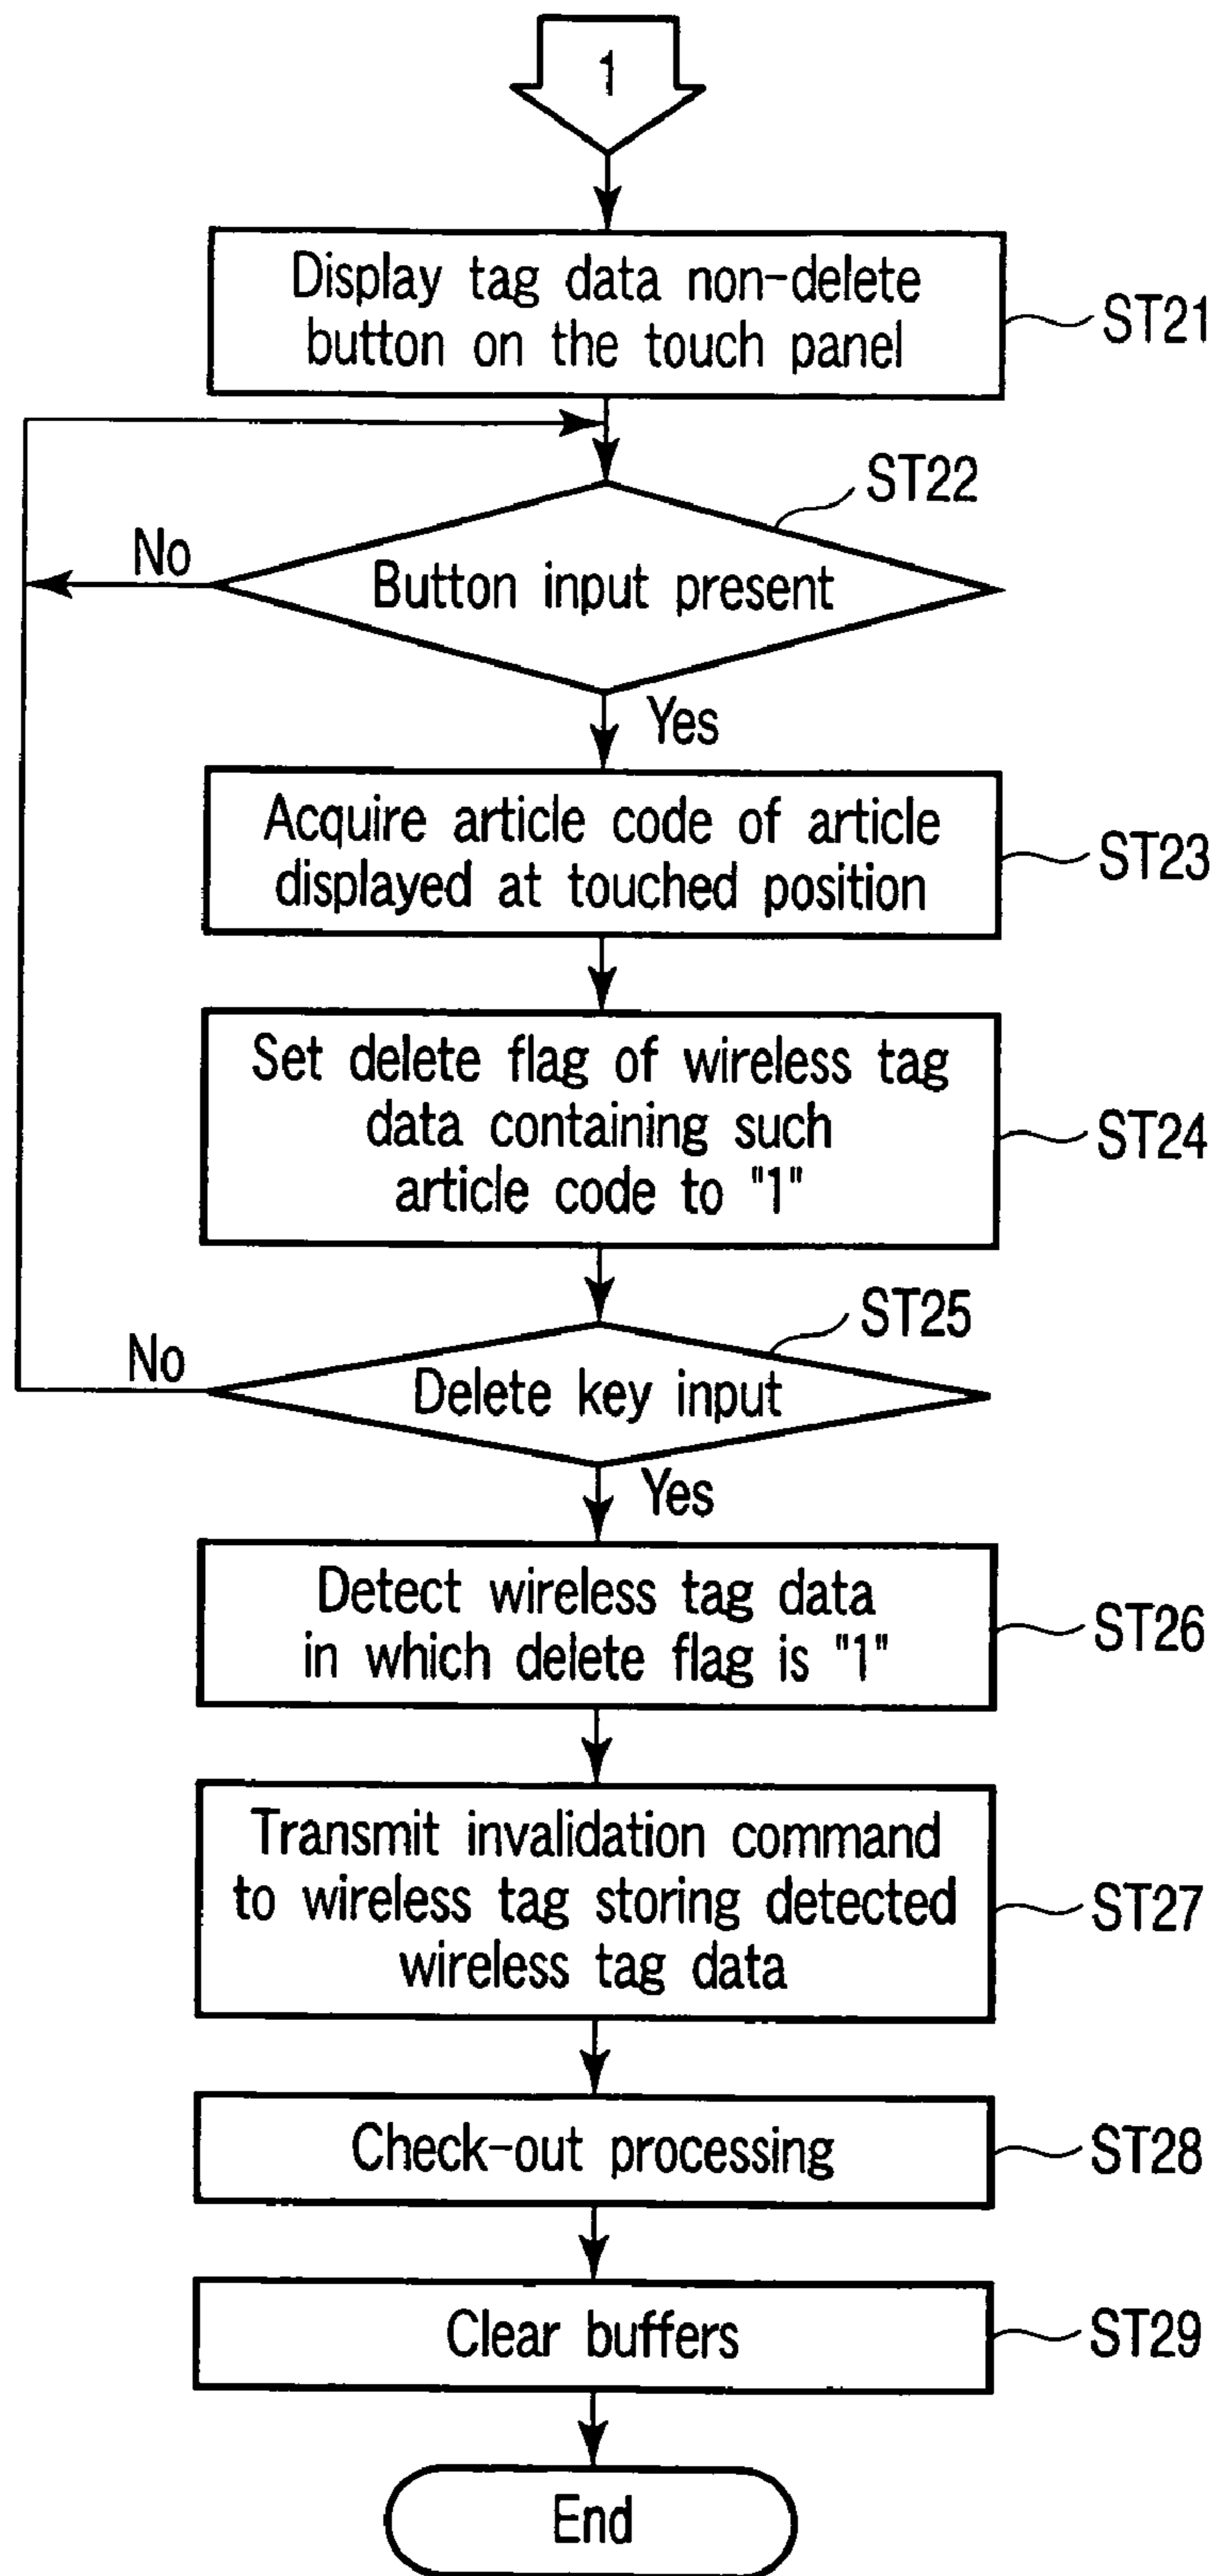 1
Display tag data non-delete
button on the touch panel
ST21
ST22
No
Button input present
Yes
Acquire article code of article
displayed at touched position
ST23
Set delete flag of wireless tag
data containing such
article code to "1"
ST24
ST25
No
Delete key input
Yes
Detect wireless tag data
in which delete flag is "1"
ST26
Transmit invalidation command
to wireless tag storing detected
wireless tag data
ST27
Check-out processing
ST28
Clear buffers
ST29
End